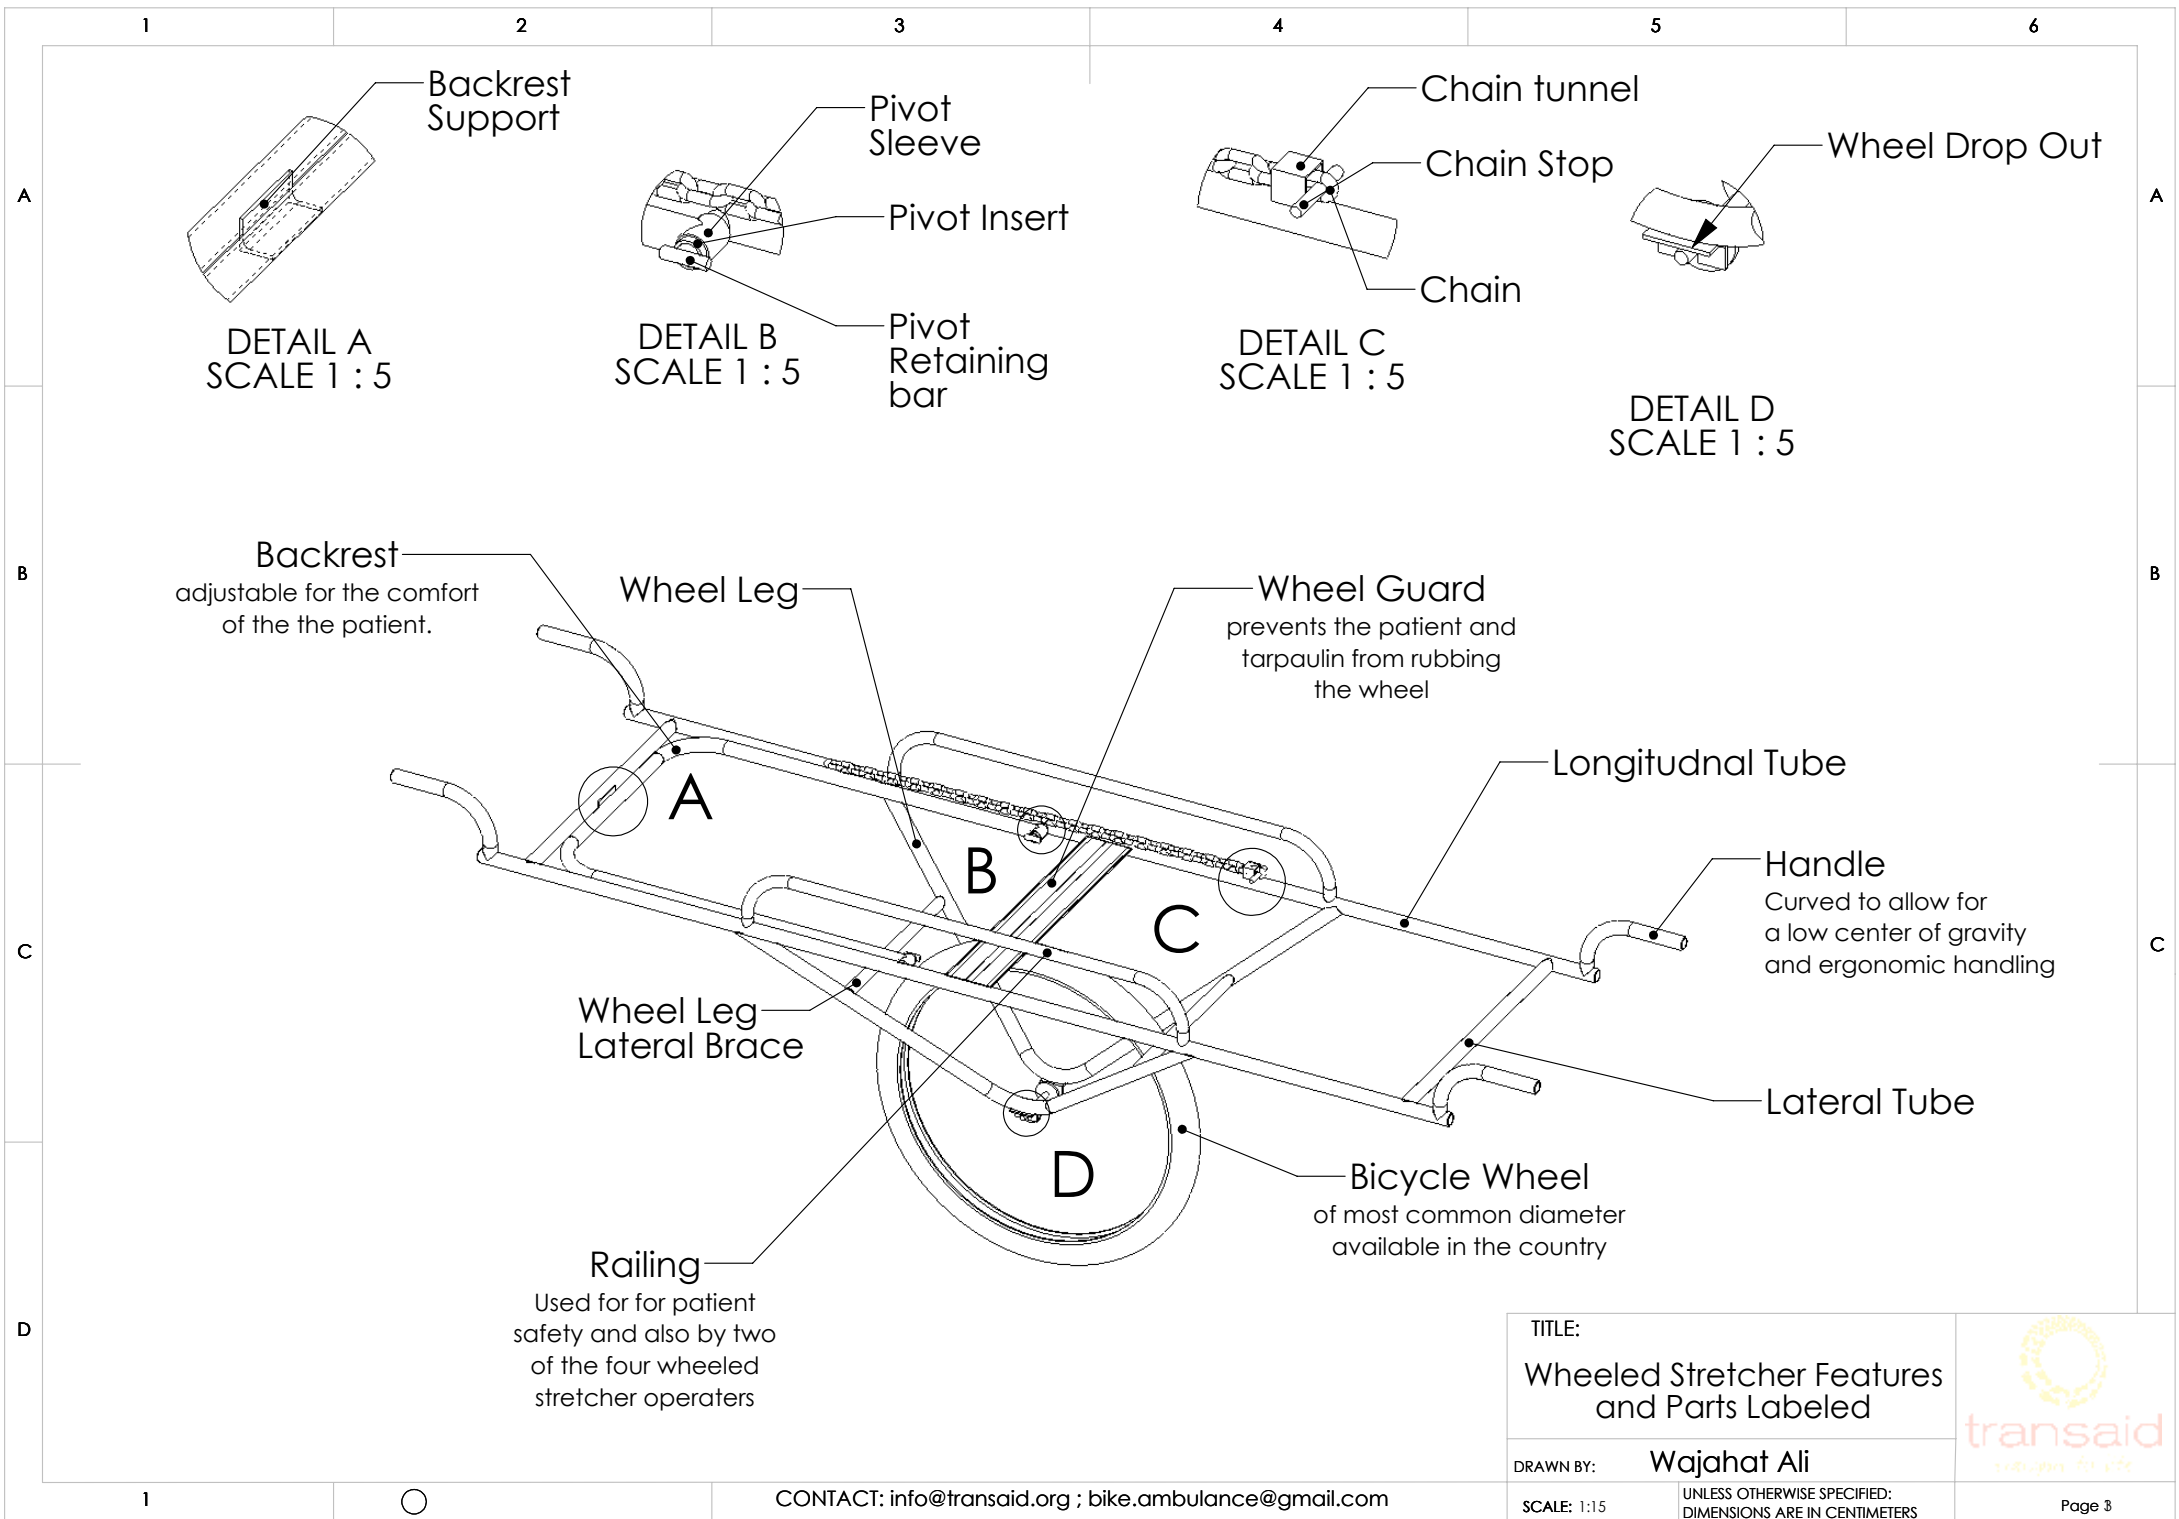 1 2 3 4 5 6
A
A
B
B
C
C
D
1
Backrest
Support
DETAIL A
SCALE 1 : 5
Pivot
Sleeve
Pivot Insert
Pivot
Retaining
bar
DETAIL B
SCALE 1 : 5
Chain tunnel
Chain Stop
Chain
DETAIL C
SCALE 1 : 5
Wheel Drop Out
DETAIL D
SCALE 1 : 5
Backrest
adjustable for the comfort
of the the patient.
Wheel Leg
Wheel Guard
prevents the patient and
tarpaulin from rubbing
the wheel
Longitudnal Tube
Handle
Curved to allow for
a low center of gravity
and ergonomic handling
A
B
C
D
Wheel Leg
Lateral Brace
Lateral Tube
Bicycle Wheel
of most common diameter
available in the country
Railing
Used for for patient
safety and also by two
of the four wheeled
stretcher operaters
TITLE:
Wheeled Stretcher Features
and Parts Labeled
transaid
DRAWN BY: Wajahat Ali
CONTACT: info@transaid.org ; bike.ambulance@gmail.com
SCALE: 1:15
UNLESS OTHERWISE SPECIFIED:
DIMENSIONS ARE IN CENTIMETERS
Page